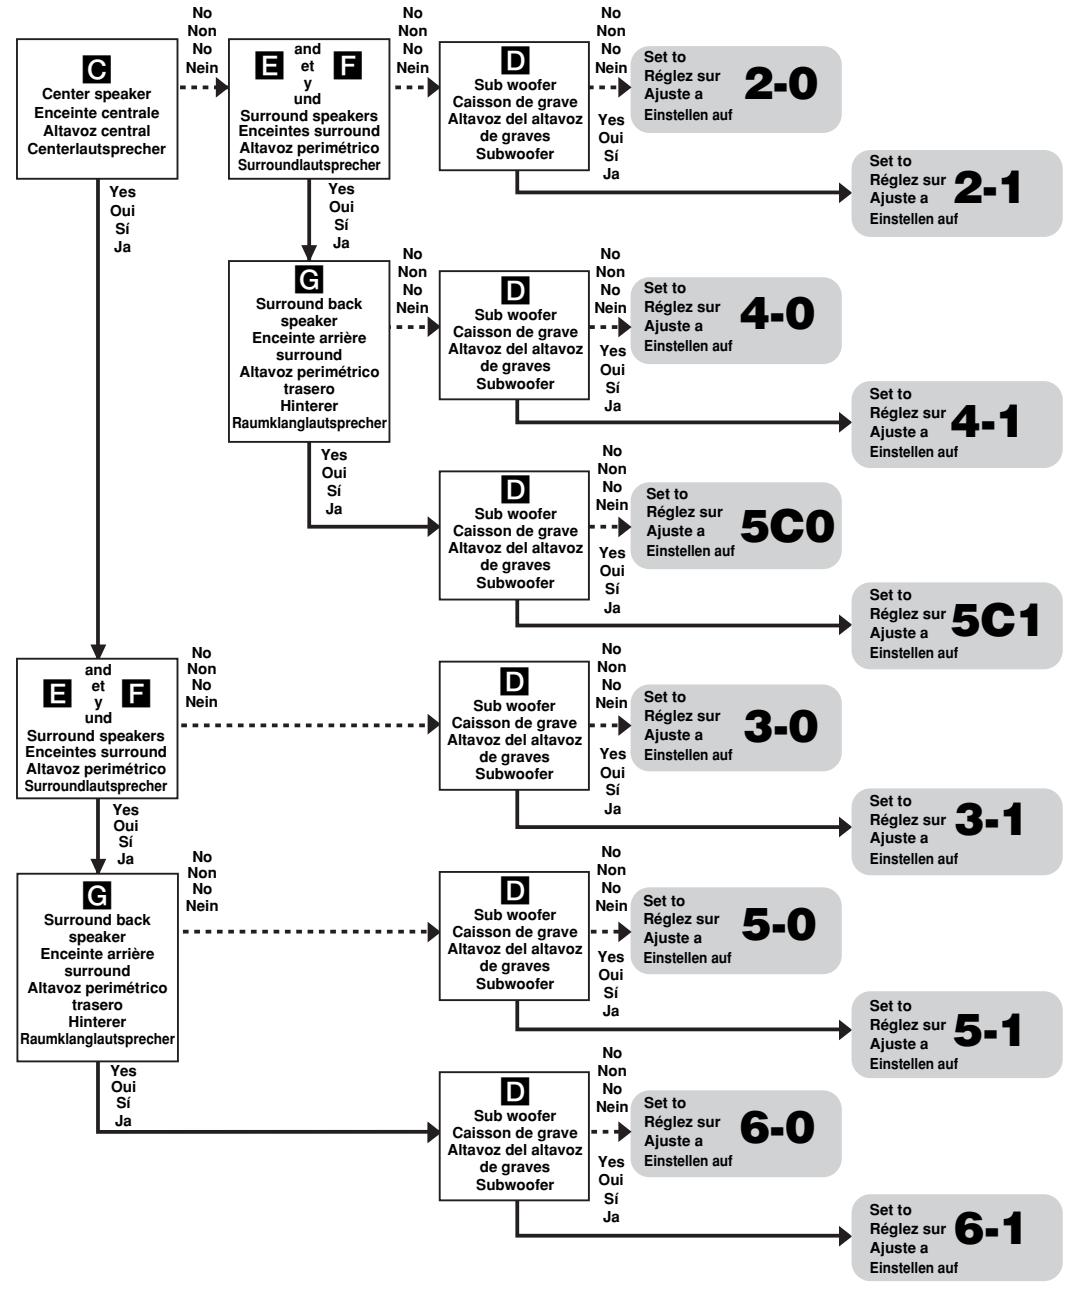 No
Non
No
Nein
No
Non
No
Nein
No
Non
No
Nein
C
Center speaker
Enceinte centrale
Altavoz central
Centerlautsprecher
E and F
et
y
und
Surround speakers
Enceintes surround
Altavoz perimétrico
Surroundlautsprecher
D
Sub woofer
Caisson de grave
Altavoz del altavoz
de graves
Subwoofer
Set to
Réglez sur
Ajuste a
Einstellen auf
2-0
Yes
Oui
Sí
Ja
Set to
Réglez sur
Ajuste a
Einstellen auf
2-1
Yes
Oui
Sí
Ja
Yes
Oui
Sí
Ja
G
Surround back
speaker
Enceinte arrière
surround
Altavoz perimétrico
trasero
Hinterer
Raumklanglautsprecher
No
Non
No
Nein
D
Sub woofer
Caisson de grave
Altavoz del altavoz
de graves
Subwoofer
No
Non
No
Nein
Set to
Réglez sur
Ajuste a
Einstellen auf
4-0
Yes
Oui
Sí
Ja
Set to
Réglez sur
Ajuste a
Einstellen auf
4-1
Yes
Oui
Sí
Ja
D
Sub woofer
Caisson de grave
Altavoz del altavoz
de graves
Subwoofer
No
Non
No
Nein
Set to
Réglez sur
Ajuste a
Einstellen auf
5C0
Yes
Oui
Sí
Ja
Set to
Réglez sur
Ajuste a
Einstellen auf
5C1
E and F
et
y
und
Surround speakers
Enceintes surround
Altavoz perimétrico
Surroundlautsprecher
No
Non
No
Nein
D
Sub woofer
Caisson de grave
Altavoz del altavoz
de graves
Subwoofer
No
Non
No
Nein
Set to
Réglez sur
Ajuste a
Einstellen auf
3-0
Yes
Oui
Sí
Ja
Set to
Réglez sur
Ajuste a
Einstellen auf
3-1
Yes
Oui
Sí
Ja
G
Surround back
speaker
Enceinte arrière
surround
Altavoz perimétrico
trasero
Hinterer
Raumklanglautsprecher
No
Non
No
Nein
D
Sub woofer
Caisson de grave
Altavoz del altavoz
de graves
Subwoofer
No
Non
No
Nein
Set to
Réglez sur
Ajuste a
Einstellen auf
5-0
Yes
Oui
Sí
Ja
Set to
Réglez sur
Ajuste a
Einstellen auf
5-1
Yes
Oui
Sí
Ja
D
Sub woofer
Caisson de grave
Altavoz del altavoz
de graves
Subwoofer
No
Non
No
Nein
Set to
Réglez sur
Ajuste a
Einstellen auf
6-0
Yes
Oui
Sí
Ja
Set to
Réglez sur
Ajuste a
Einstellen auf
6-1